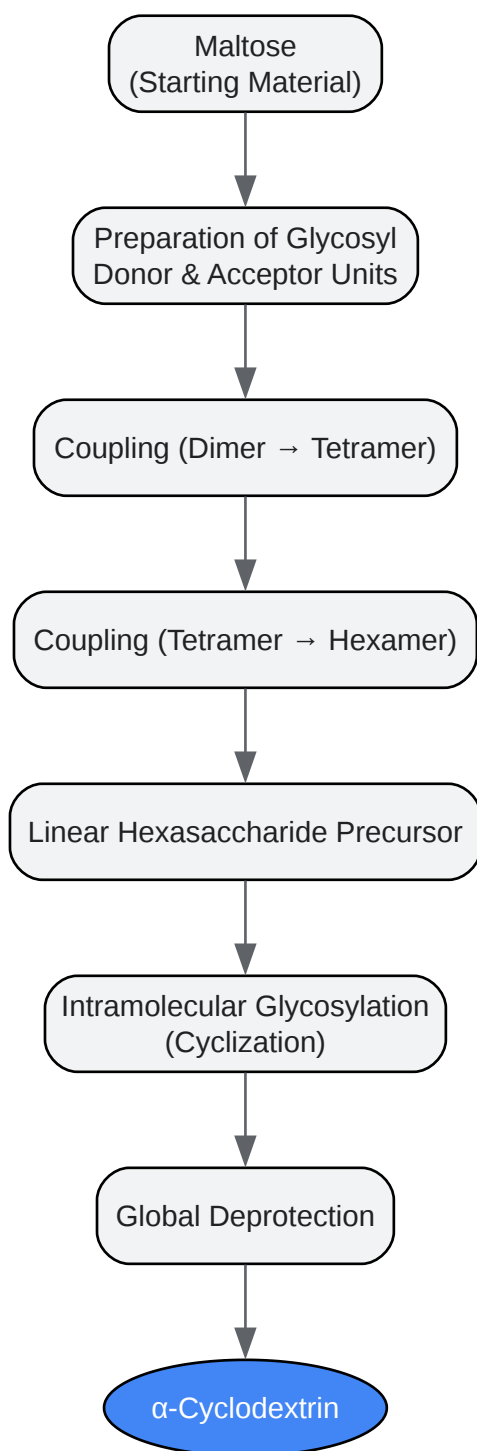 Maltose
(Starting Material)
Preparation of Glycosyl
Donor & Acceptor Units
Coupling (Dimer → Tetramer)
Coupling (Tetramer → Hexamer)
Linear Hexasaccharide Precursor
Intramolecular Glycosylation
(Cyclization)
Global Deprotection
α-Cyclodextrin